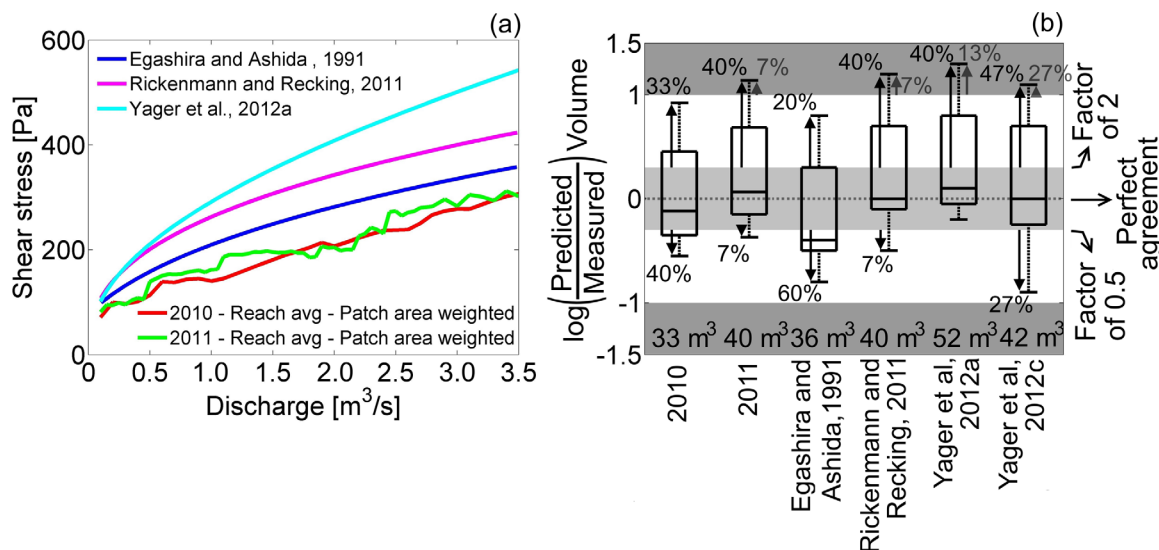 (a)
600
400
200
0
Shear stress [Pa]
Egashira and Ashida , 1991
Rickenmann and Recking, 2011
Yager et al., 2012a
2010 - Reach avg - Patch area weighted
2011 - Reach avg - Patch area weighted
0 0.5 1.0 1.5 2.0 2.5 3.0 3.5
Discharge [m³/s]
(b)
1.5
1
0
-1
-1.5
log(Predicted/Measured) Volume
33%
40%
40%
7%
7%
20%
60%
40%
7%
7%
40%
13%
47%
27%
27%
33 m³
40 m³
36 m³
40 m³
52 m³
42 m³
2010
2011
Egashira and
Ashida, 1991
Rickenmann and
Recking, 2011
Yager et al,
2012a
Yager et al,
2012c
Factor
of 2
Perfect
agreement
Factor
of 0.5